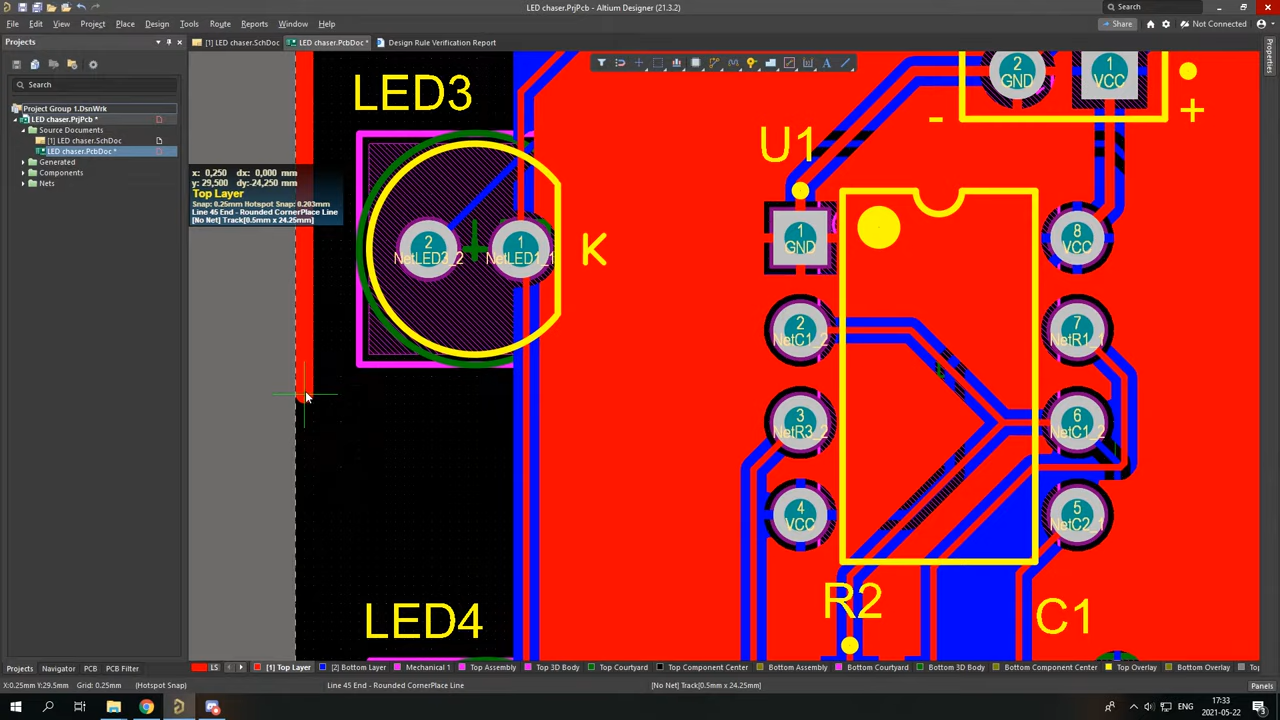 LED chaser.PrjPcb - Altium Designer (21.3.2)
Search
File Edit View Project Place Design Tools Route Reports Window Help
Share
Not Connected
Projects
[1] LED chaser.SchDoc
LED chaser.PcbDoc *
Design Rule Verification Report
Properties
Search
Project Group 1.DsnWrk
LED chaser.PrjPcb *
Source Documents
[1] LED chaser.SchDoc
LED chaser.PcbDoc *
Generated
Components
Nets
x: 0,250 dx: 0,000 mm
y: 29,500 dy:-24,250 mm
Top Layer
Snap: 0.25mm Hotspot Snap: 0.203mm
Line 45 End - Rounded CornerPlace Line
[No Net] Track(0.5mm x 24.25mm)
LED3
2
NetLED3_2
1
NetLED1_1
K
LED4
U1
2
GND
1
VCC
-
+
1
GND
8
VCC
2
NetC1_2
7
NetR1_1
3
NetR3_2
6
NetC1_2
4
VCC
5
NetC2_1
R2
C1
Projects Navigator PCB PCB Filter
LS
[1] Top Layer
[2] Bottom Layer
Mechanical 1
Top Assembly
Top 3D Body
Top Courtyard
Top Component Center
Bottom Assembly
Bottom Courtyard
Bottom 3D Body
Bottom Component Center
Top Overlay
Bottom Overlay
Top
X:0.25mm Y:29.5mm Grid: 0.25mm (Hotspot Snap)
Line 45 End - Rounded CornerPlace Line
[No Net] Track(0.5mm x 24.25mm)
Panels
ENG
17:33
2021-05-22
3